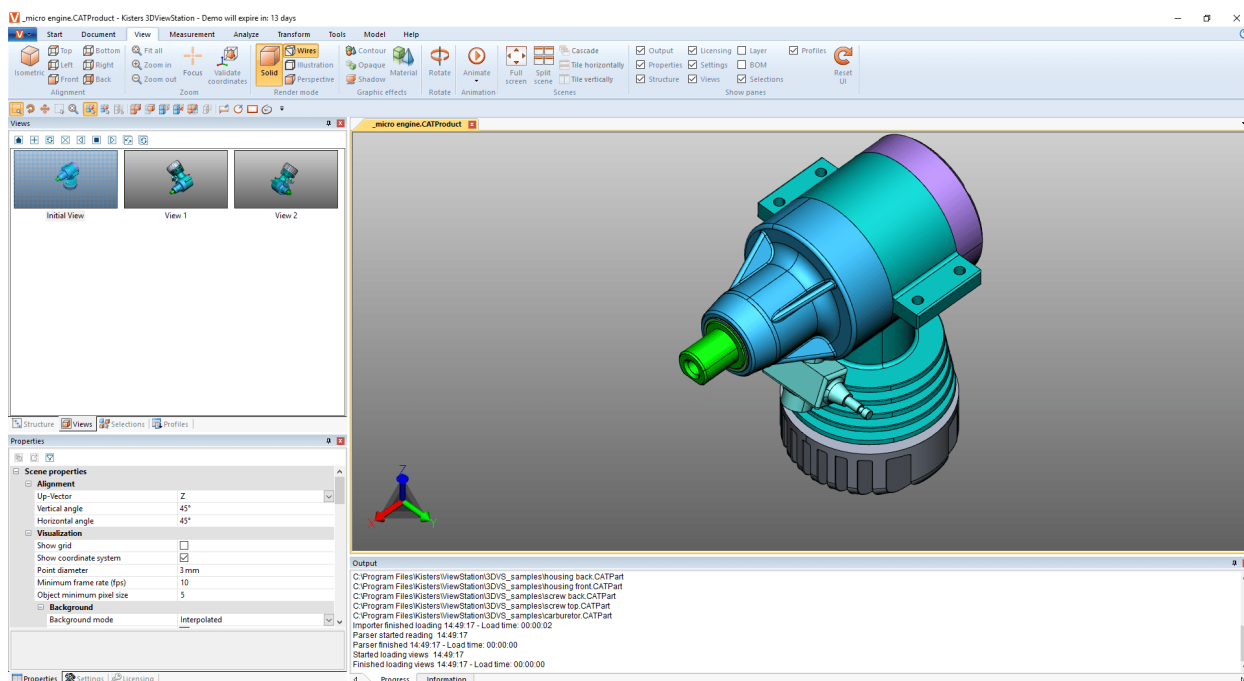 _micro engine.CATProduct - Kisters 3DViewStation - Demo will expire in: 13 days
V Start Document View Measurement Analyze Transform Tools Model Help
Isometric Top Bottom Left Right Front Back
Alignment
Fit all Zoom in Zoom out Focus Validate coordinates
Zoom
Solid Wires Illustration Perspective
Render mode
Contour Opaque Shadow Material
Graphic effects
Rotate
Rotate
Animate
Animation
Full screen Split scene Cascade Tile horizontally Tile vertically
Scenes
Output Licensing Layer Profiles
Properties Settings BOM
Structure Views Selections
Show panes
Reset UI
Views
Initial View View 1 View 2
Structure Views Selections Profiles
Properties
Scene properties
Alignment
Up-Vector Z
Vertical angle 45°
Horizontal angle 45°
Visualization
Show grid
Show coordinate system
Point diameter 3 mm
Minimum frame rate (fps) 10
Object minimum pixel size 5
Background
Background mode Interpolated
Properties Settings Licensing
_micro engine.CATProduct
Z
X Y
Output
C:\Program Files\Kisters\ViewStation\3DVS_samples\housing back.CATPart
C:\Program Files\Kisters\ViewStation\3DVS_samples\housing front.CATPart
C:\Program Files\Kisters\ViewStation\3DVS_samples\screw back.CATPart
C:\Program Files\Kisters\ViewStation\3DVS_samples\screw top.CATPart
C:\Program Files\Kisters\ViewStation\3DVS_samples\carburetor.CATPart
Importer finished loading 14:49:17 - Load time: 00:00:02
Parser started reading 14:49:17
Parser finished 14:49:17 - Load time: 00:00:00
Started loading views 14:49:17
Finished loading views 14:49:17 - Load time: 00:00:00
Progress Information